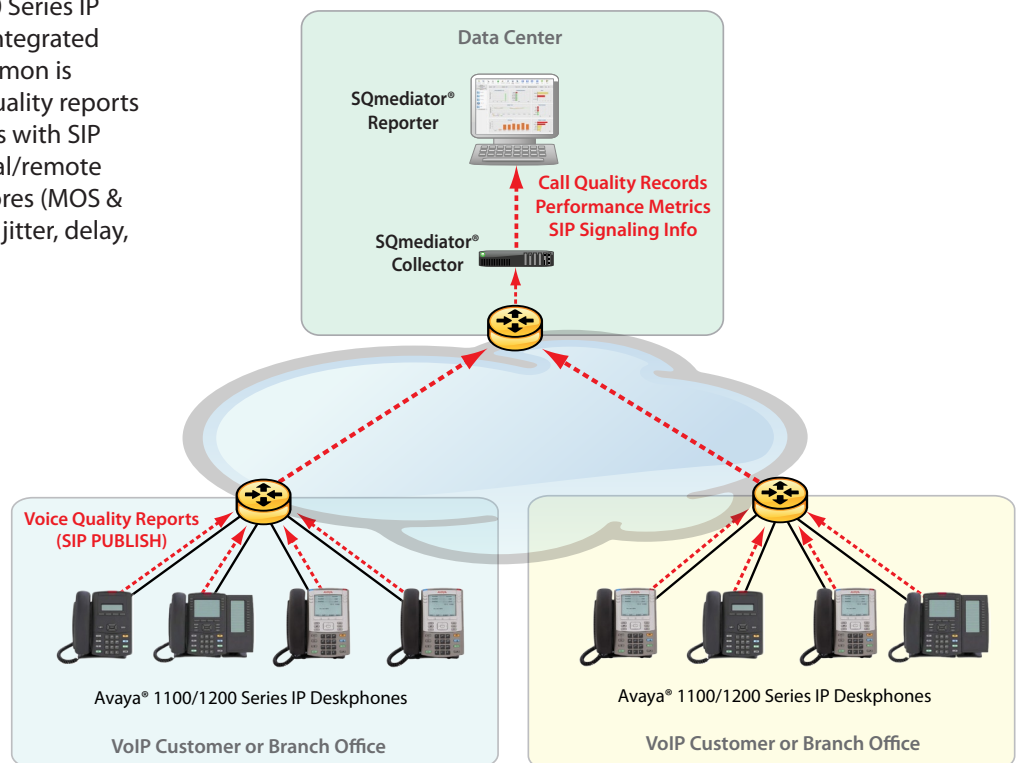 0 Series IP
ntegrated
mon is
uality reports
s with SIP
al/remote
ores (MOS &
jitter, delay,
Data Center
SQmediator®
Reporter
Call Quality Records
Performance Metrics
SIP Signaling Info
SQmediator®
Collector
Voice Quality Reports
(SIP PUBLISH)
Avaya® 1100/1200 Series IP Deskphones
VoIP Customer or Branch Office
Avaya® 1100/1200 Series IP Deskphones
VoIP Customer or Branch Office